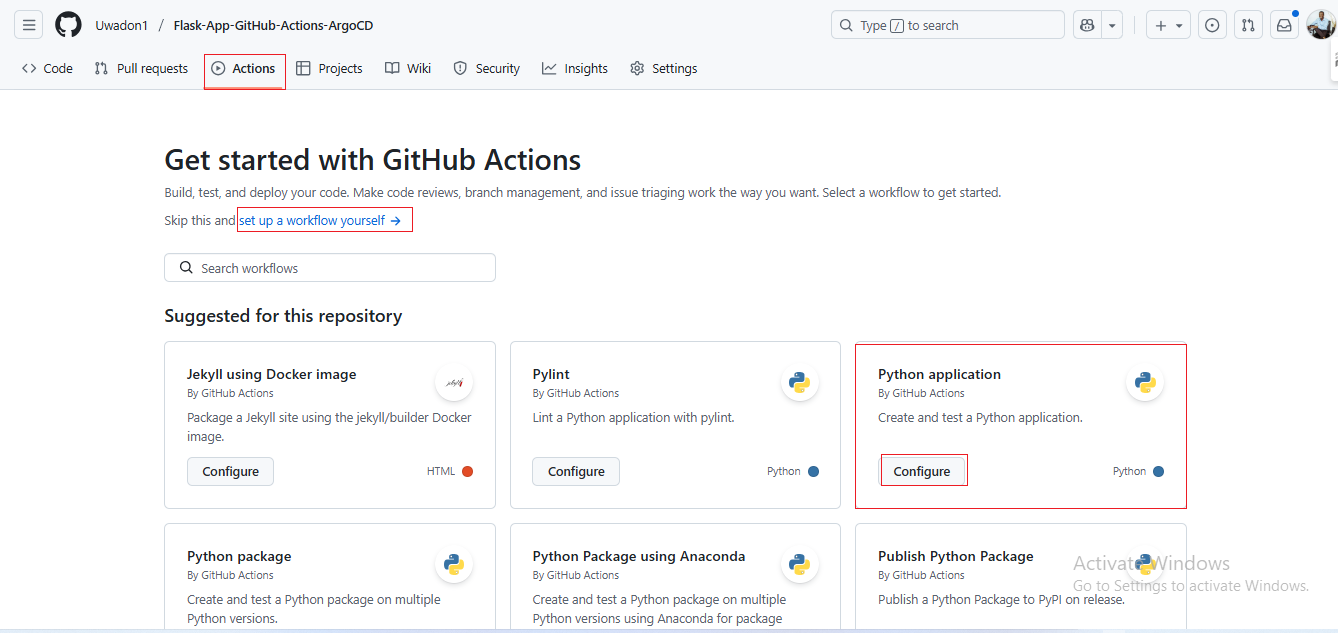 Uwadon1 / Flask-App-GitHub-Actions-ArgoCD
Type / to search
Code Pull requests Actions Projects Wiki Security Insights Settings
Get started with GitHub Actions
Build, test, and deploy your code. Make code reviews, branch management, and issue triaging work the way you want. Select a workflow to get started.
Skip this and set up a workflow yourself →
Search workflows
Suggested for this repository
Jekyll using Docker image
By GitHub Actions
Package a Jekyll site using the jekyll/builder Docker
image.
Configure
HTML
jekyll
Pylint
By GitHub Actions
Lint a Python application with pylint.
Configure
Python
Python application
By GitHub Actions
Create and test a Python application.
Configure
Python
Python package
By GitHub Actions
Create and test a Python package on multiple
Python versions.
Python Package using Anaconda
By GitHub Actions
Create and test a Python package on multiple
Python versions using Anaconda for package
Publish Python Package
By GitHub Actions
Publish a Python Package to PyPI on release.
Activate Windows
Go to Settings to activate Windows.